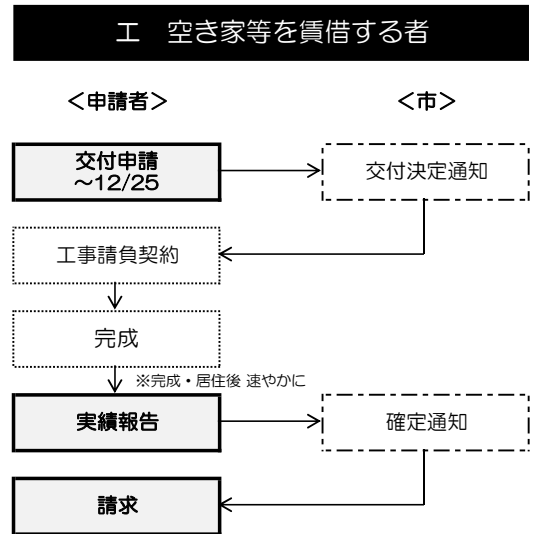 エ　空き家等を賃借する者
＜申請者＞
＜市＞
交付申請
～12/25
交付決定通知
工事請負契約
完成
※完成・居住後 速やかに
実績報告
確定通知
請求